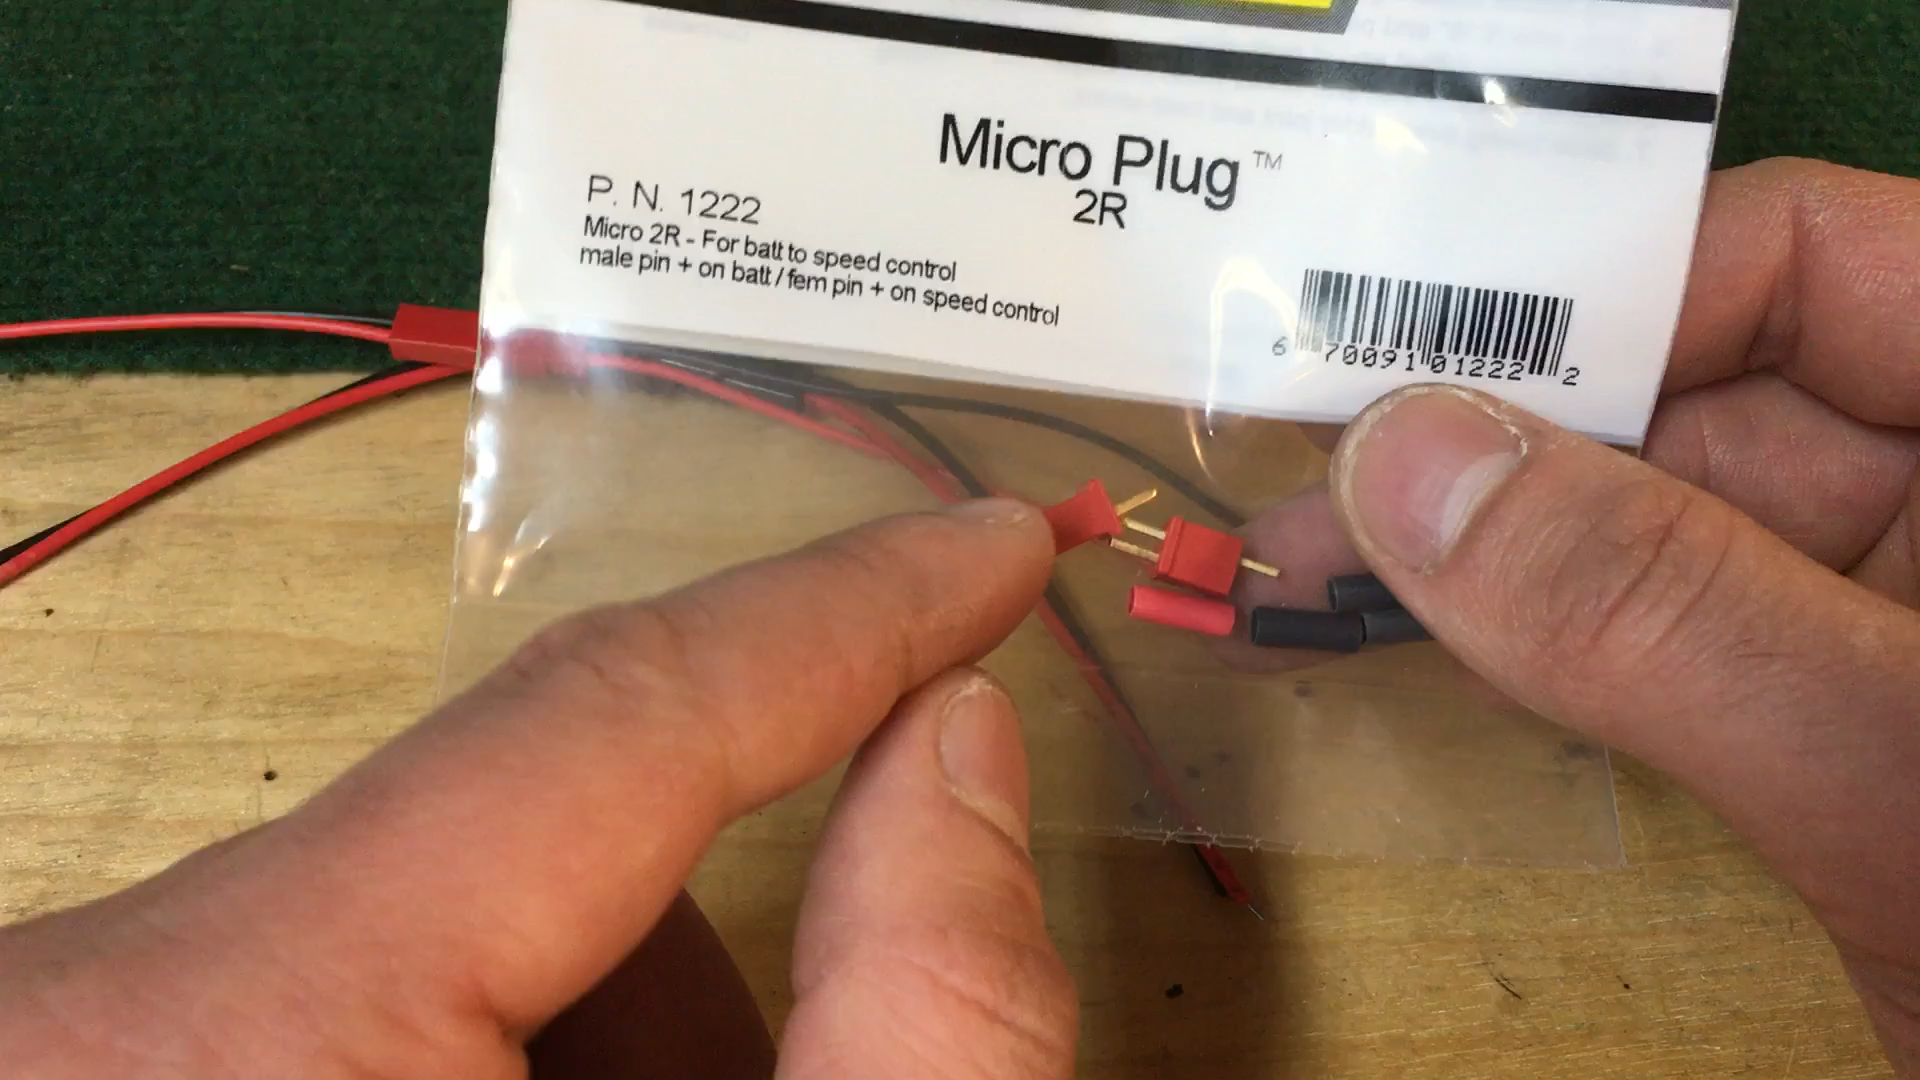 Micro Plug™
2R
P. N. 1222
Micro 2R - For batt to speed control
male pin + on batt / fem pin + on speed control
6 70091 01222 2